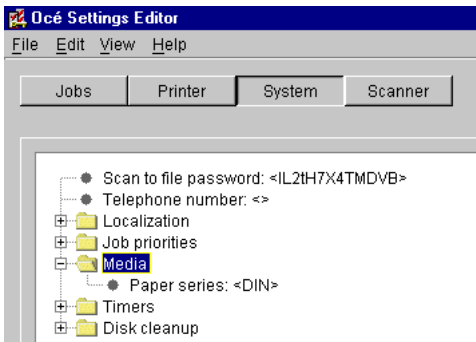 Océ Settings Editor
File Edit View Help
Jobs Printer System Scanner
Scan to file password: <IL2tH7X4TMDVB>
Telephone number: <>
Localization
Job priorities
Media
Paper series: <DIN>
Timers
Disk cleanup